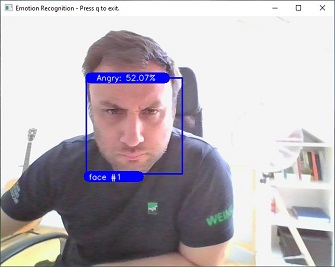 Emotion Recognition - Press q to exit.
Angry: 52.07%
face #1